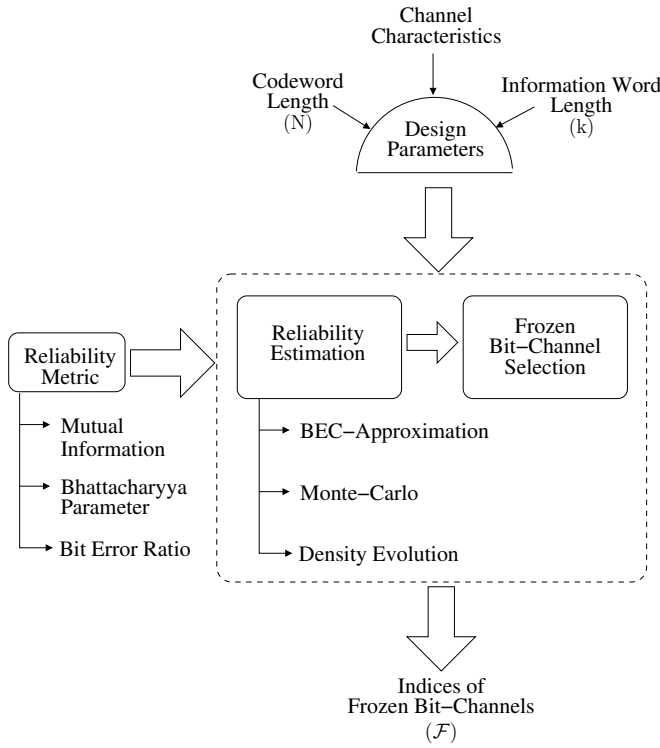 Channel
Characteristics
Codeword
Length
(N)
Information Word
Length
(k)
Design
Parameters
Reliability
Metric
Mutual
Information
Bhattacharyya
Parameter
Bit Error Ratio
Reliability
Estimation
Frozen
Bit−Channel
Selection
BEC−Approximation
Monte−Carlo
Density Evolution
Indices of
Frozen Bit−Channels
(ℱ)